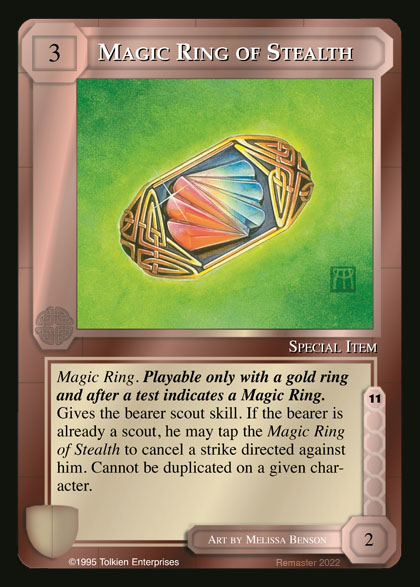 3
MAGIC RING OF STEALTH
SPECIAL ITEM
Magic Ring. Playable only with a gold ring
and after a test indicates a Magic Ring.
Gives the bearer scout skill. If the bearer is
already a scout, he may tap the Magic Ring
of Stealth to cancel a strike directed against
him. Cannot be duplicated on a given char-
acter.
11
ART BY MELISSA BENSON
2
©1995 Tolkien Enterprises
Remaster 2022